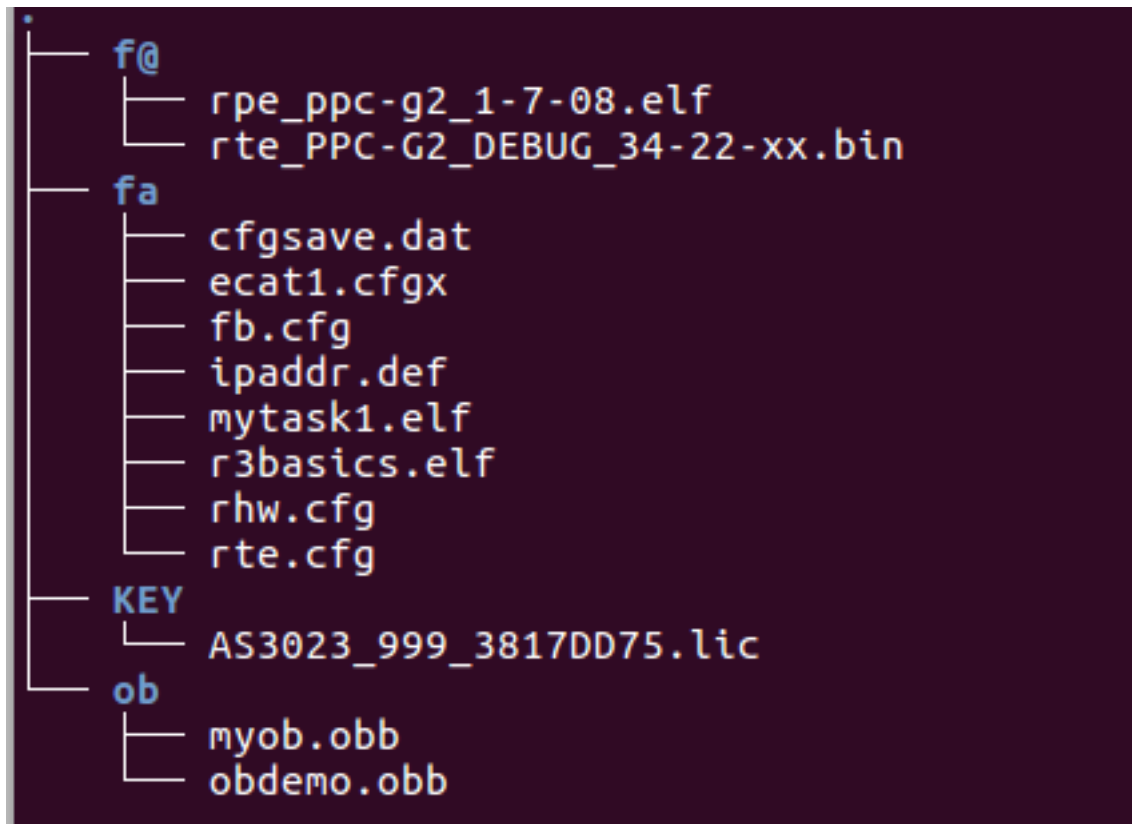 .
f@
rpe_ppc-g2_1-7-08.elf
rte_PPC-G2_DEBUG_34-22-xx.bin
fa
cfgsave.dat
ecat1.cfgx
fb.cfg
ipaddr.def
mytask1.elf
r3basics.elf
rhw.cfg
rte.cfg
KEY
AS3023_999_3817DD75.lic
ob
myob.obb
obdemo.obb